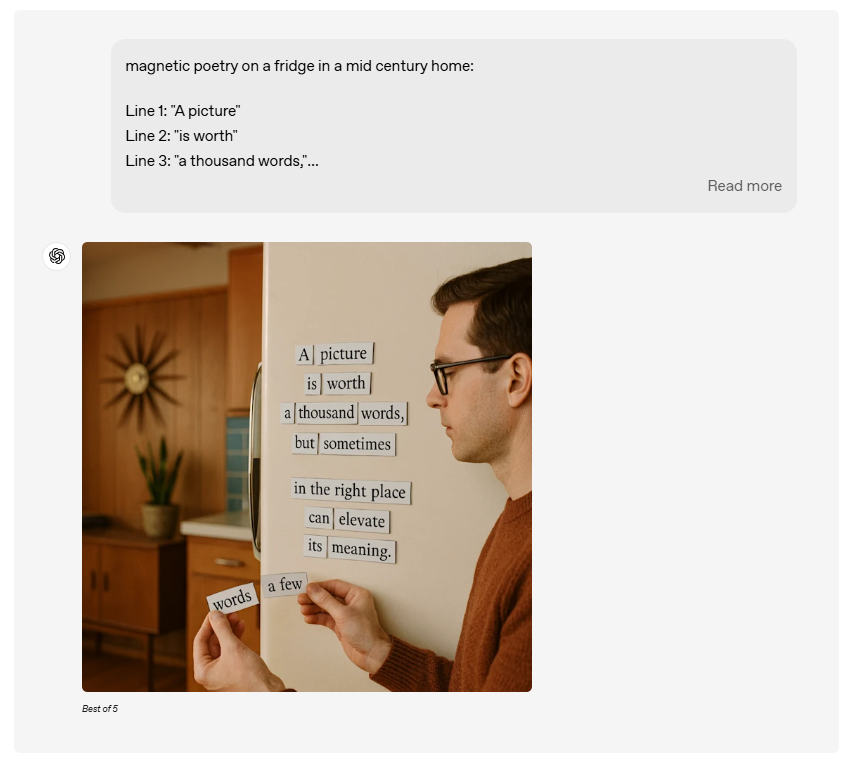 magnetic poetry on a fridge in a mid century home:
Line 1: "A picture"
Line 2: "is worth"
Line 3: "a thousand words,"...
Read more
A picture
is worth
a thousand words,
but sometimes
in the right place
can elevate
its meaning.
words a few
Best of 5